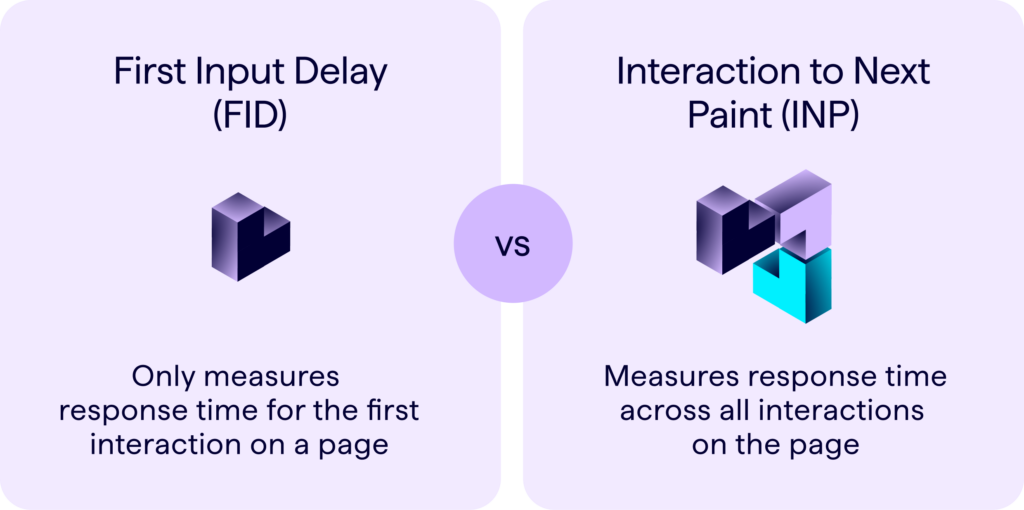 First Input Delay
(FID)
Only measures
response time for the first
interaction on a page
vs
Interaction to Next
Paint (INP)
Measures response time
across all interactions
on the page